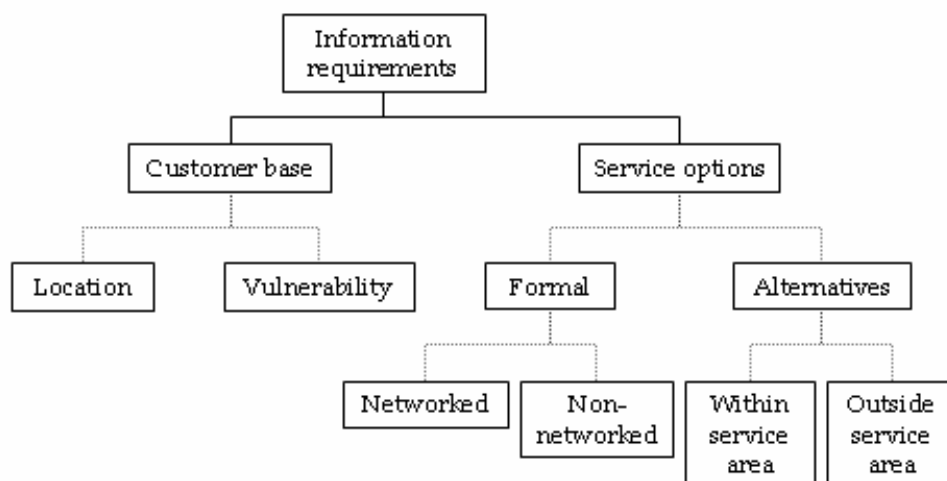 Information
requirements
Customer base
Service options
Location
Vulnerability
Formal
Alternatives
Networked
Non-
networked
Within
service
area
Outside
service
area